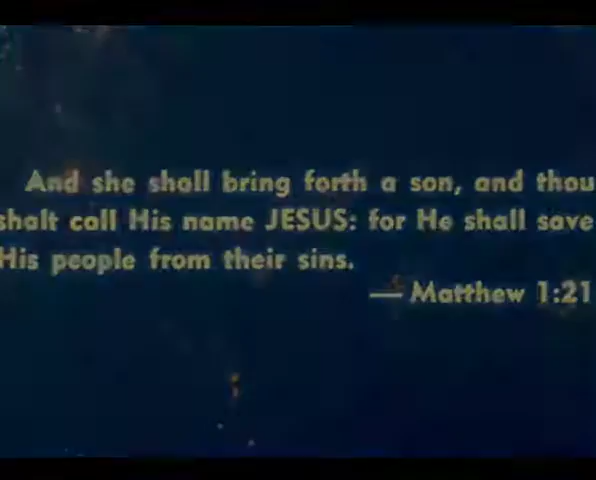 And she shall bring forth a son, and thou
shalt call His name JESUS: for He shall save
His people from their sins.
— Matthew 1:21